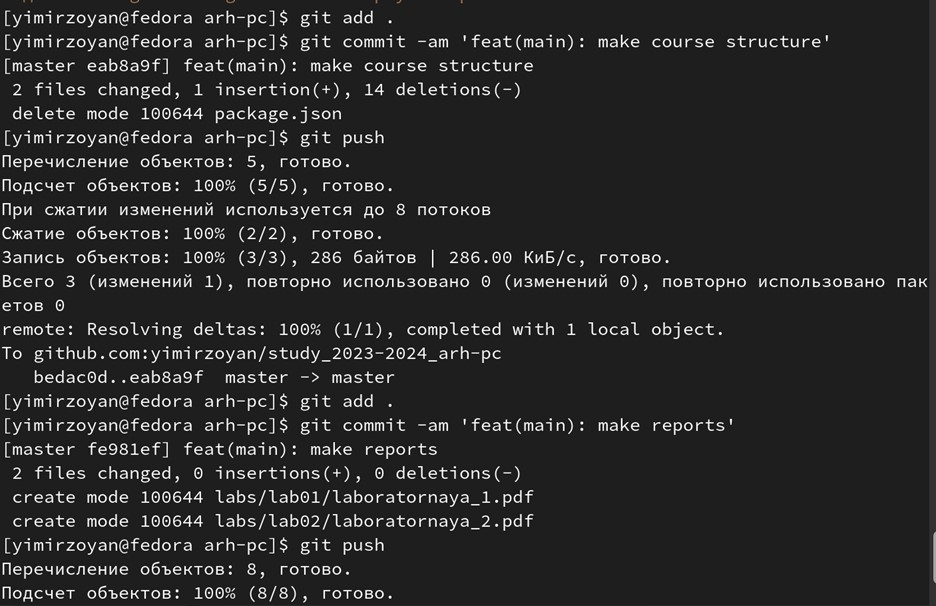 [yimirzoyan@fedora arh-pc]$ git add .
[yimirzoyan@fedora arh-pc]$ git commit -am 'feat(main): make course structure'
[master eab8a9f] feat(main): make course structure
 2 files changed, 1 insertion(+), 14 deletions(-)
 delete mode 100644 package.json
[yimirzoyan@fedora arh-pc]$ git push
Перечисление объектов: 5, готово.
Подсчет объектов: 100% (5/5), готово.
При сжатии изменений используется до 8 потоков
Сжатие объектов: 100% (2/2), готово.
Запись объектов: 100% (3/3), 286 байтов | 286.00 КиБ/с, готово.
Всего 3 (изменений 1), повторно использовано 0 (изменений 0), повторно использовано пак
етов 0
remote: Resolving deltas: 100% (1/1), completed with 1 local object.
To github.com:yimirzoyan/study_2023-2024_arh-pc
   bedac0d..eab8a9f  master -> master
[yimirzoyan@fedora arh-pc]$ git add .
[yimirzoyan@fedora arh-pc]$ git commit -am 'feat(main): make reports'
[master fe981ef] feat(main): make reports
 2 files changed, 0 insertions(+), 0 deletions(-)
 create mode 100644 labs/lab01/laboratornaya_1.pdf
 create mode 100644 labs/lab02/laboratornaya_2.pdf
[yimirzoyan@fedora arh-pc]$ git push
Перечисление объектов: 8, готово.
Подсчет объектов: 100% (8/8), готово.